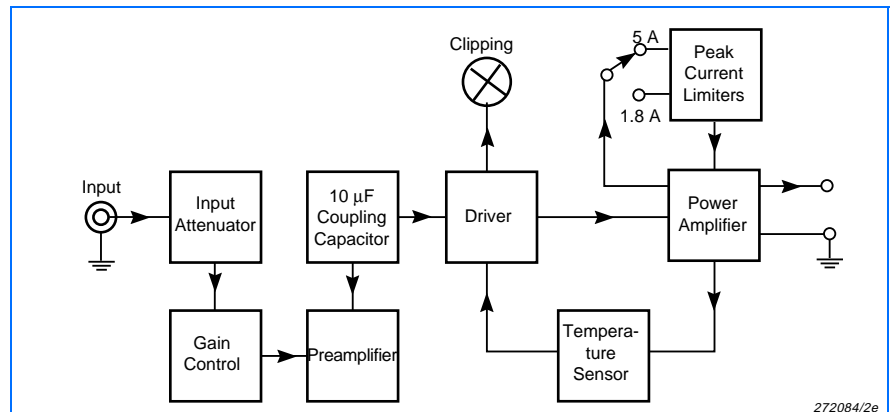 Clipping
5 A
Peak
Current
Limiters
1.8 A
Input
Input
Attenuator
10 μF
Coupling
Capacitor
Driver
Power
Amplifier
Gain
Control
Preamplifier
Tempera-
ture
Sensor
272084/2e